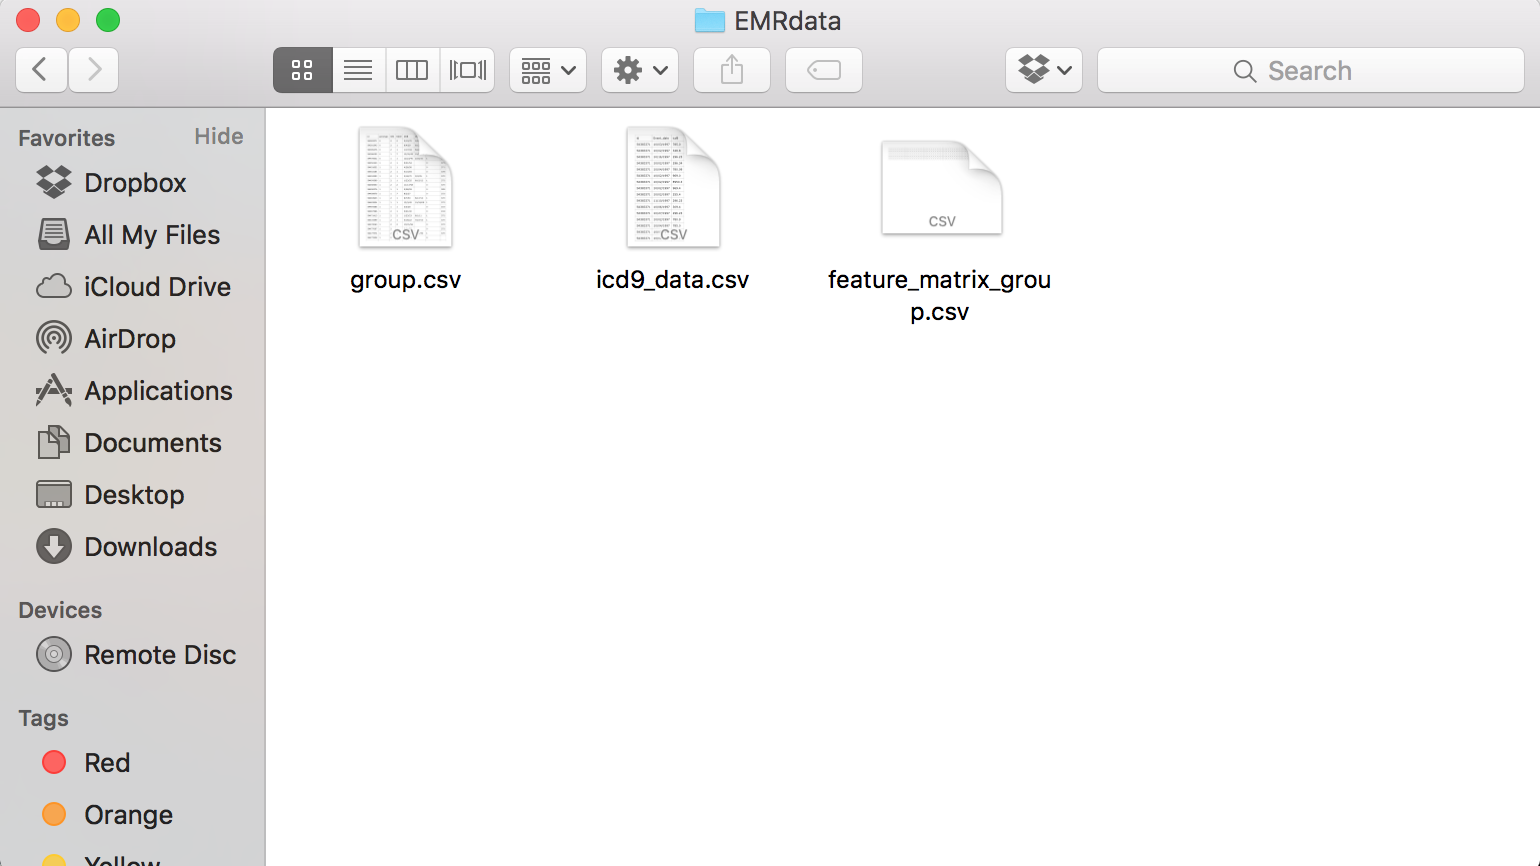 EMRdata
Search
Favorites
Hide
Dropbox
All My Files
iCloud Drive
AirDrop
Applications
Documents
Desktop
Downloads
Devices
Remote Disc
Tags
Red
Orange
Yellow
CSV
group.csv
CSV
icd9_data.csv
CSV
feature_matrix_grou
p.csv